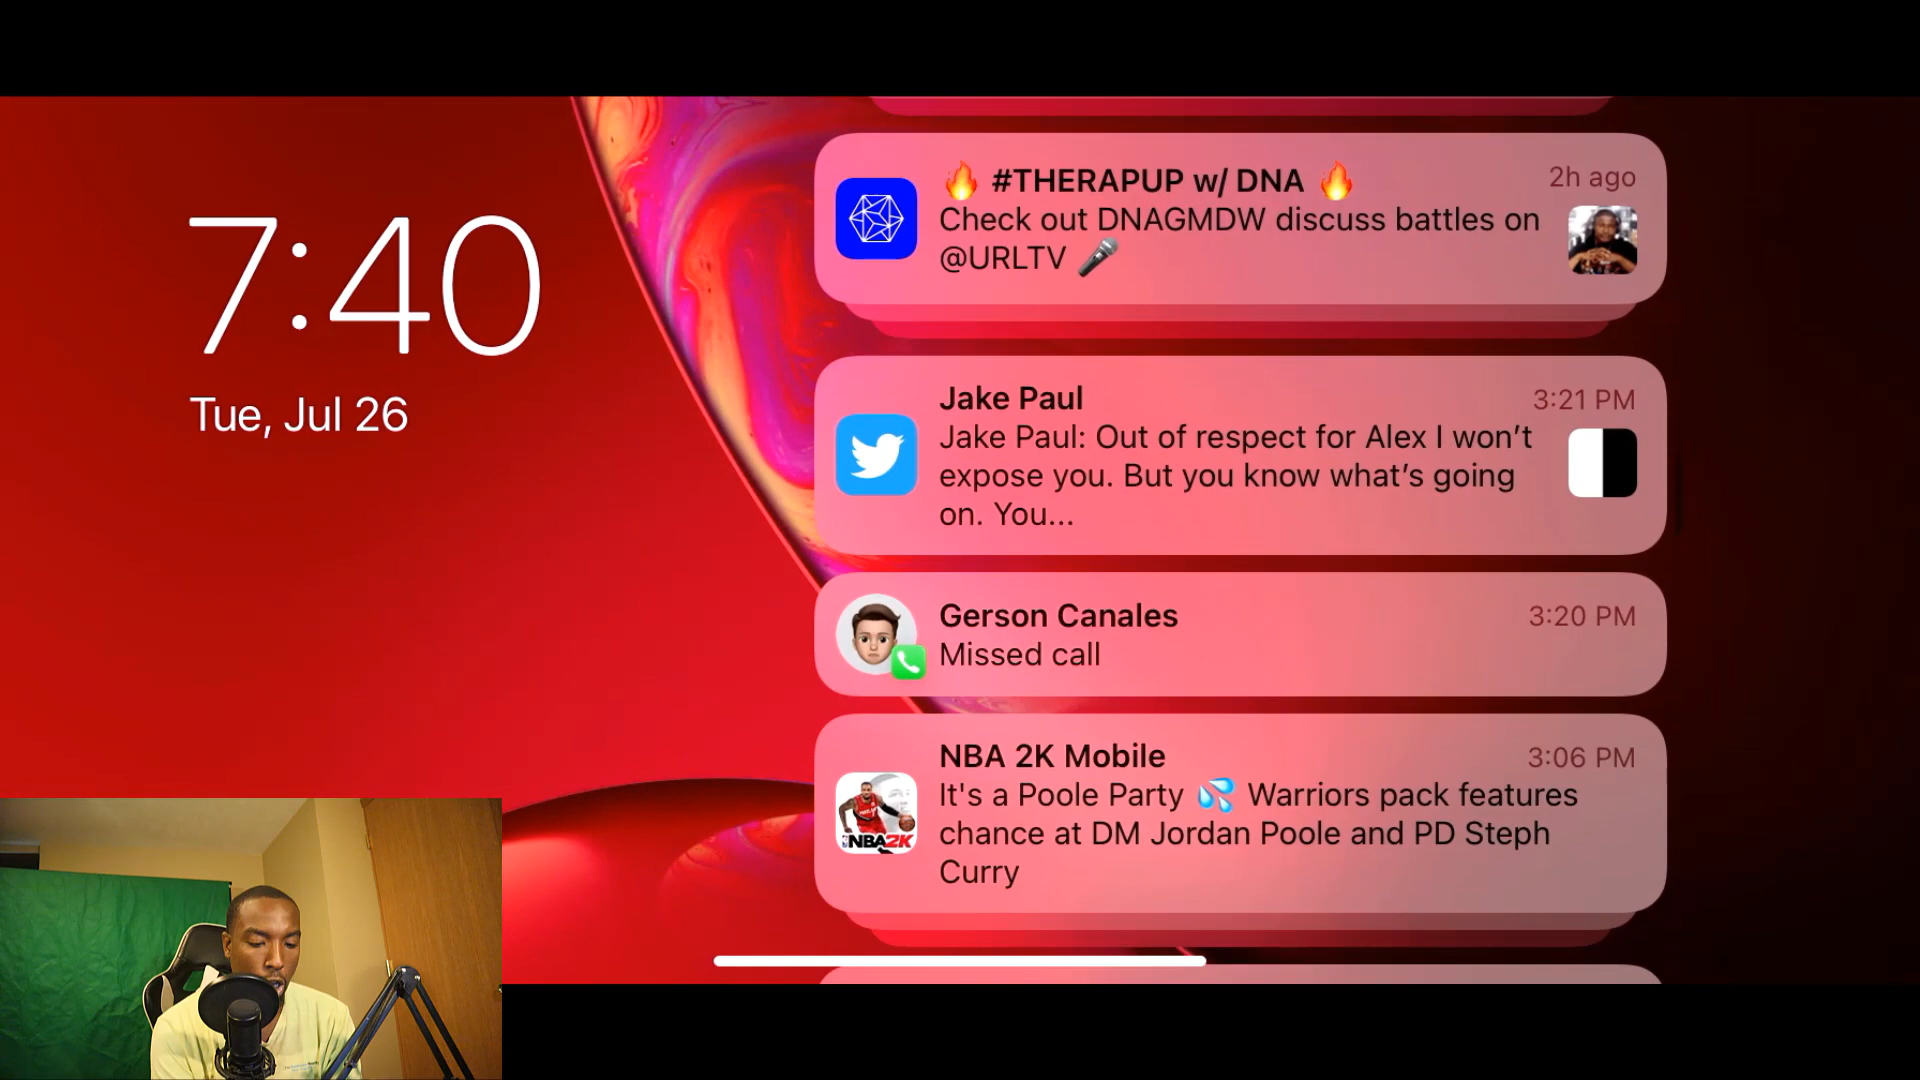 7:40
Tue, Jul 26
🔥 #THERAPUP w/ DNA 🔥
2h ago
Check out DNAGMDW discuss battles on
@URLTV 🎤
Jake Paul
3:21 PM
Jake Paul: Out of respect for Alex I won’t
expose you. But you know what’s going
on. You...
Gerson Canales
3:20 PM
Missed call
NBA 2K Mobile
3:06 PM
It's a Poole Party 💦 Warriors pack features
chance at DM Jordan Poole and PD Steph
Curry
NBA2K